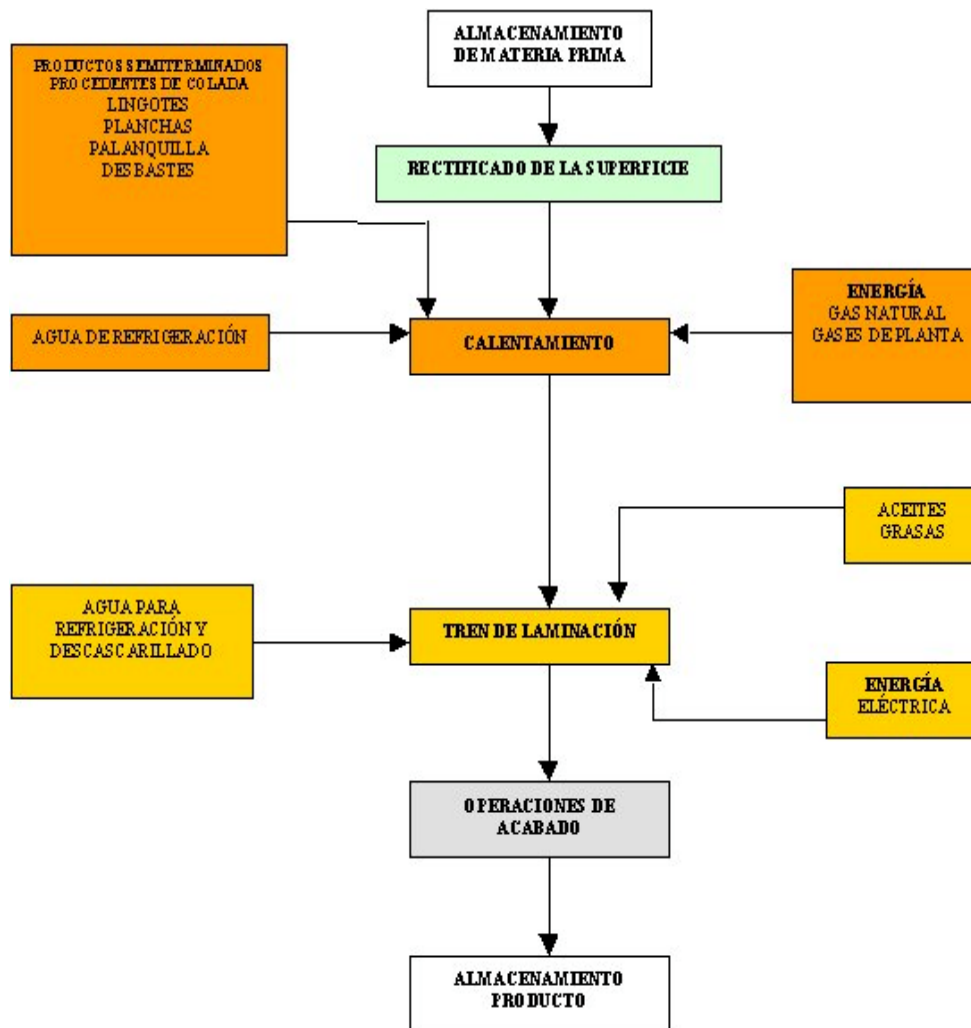 ALMACENAMIENTO
DE MATERIA PRIMA
PRODUCTOS SEMITERMINADOS
PROCEDENTES DE COLADA
LINGOTES
PLANCHAS
PALANQUILLA
DESBASTES
RECTIFICADO DE LA SUPERFICIE
ENERGÍA
GAS NATURAL
GASES DE PLANTA
AGUA DE REFRIGERACIÓN
CALENTAMIENTO
ACEITES
GRASAS
AGUA PARA
REFRIGERACIÓN Y
DESCASCARILLADO
TREN DE LAMINACIÓN
ENERGÍA
ELÉCTRICA
OPERACIONES DE
ACABADO
ALMACENAMIENTO
PRODUCTO